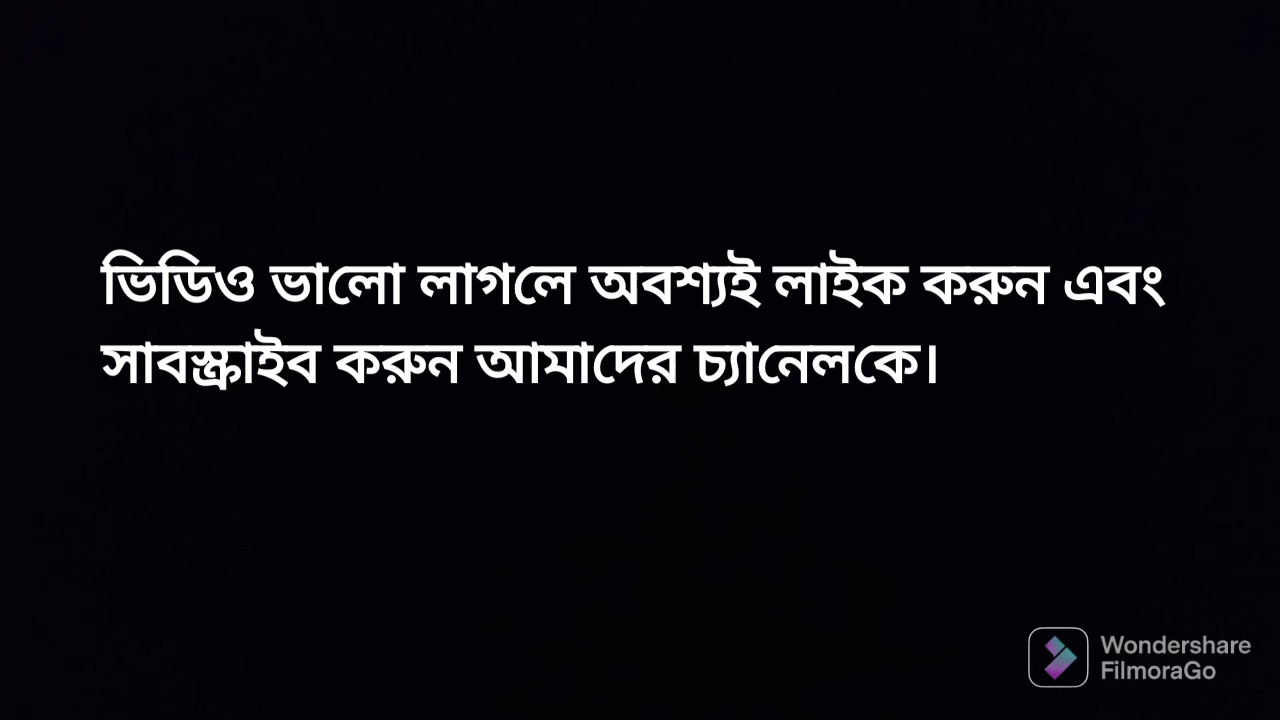 ভিডিও ভালো লাগলে অবশ্যই লাইক করুন এবং
সাবস্ক্রাইব করুন আমাদের চ্যানেলকে।
Wondershare
FilmoraGo